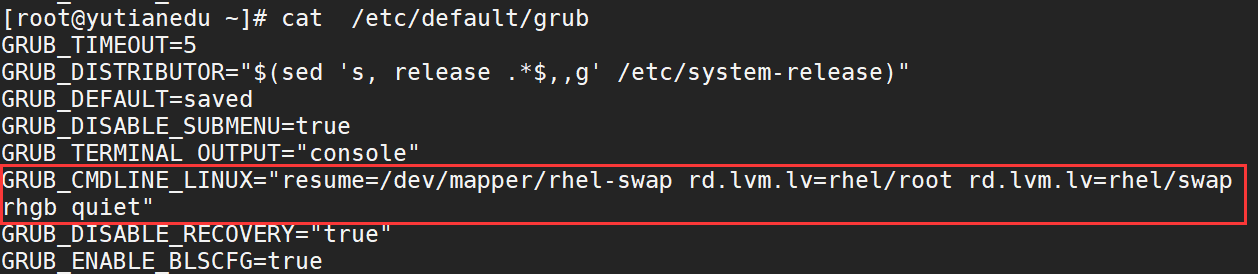 [root@yutianedu ~]# cat  /etc/default/grub
GRUB_TIMEOUT=5
GRUB_DISTRIBUTOR="$(sed 's, release .*$,,g' /etc/system-release)"
GRUB_DEFAULT=saved
GRUB_DISABLE_SUBMENU=true
GRUB_TERMINAL_OUTPUT="console"
GRUB_CMDLINE_LINUX="resume=/dev/mapper/rhel-swap rd.lvm.lv=rhel/root rd.lvm.lv=rhel/swap
rhgb quiet"
GRUB_DISABLE_RECOVERY="true"
GRUB_ENABLE_BLSCFG=true